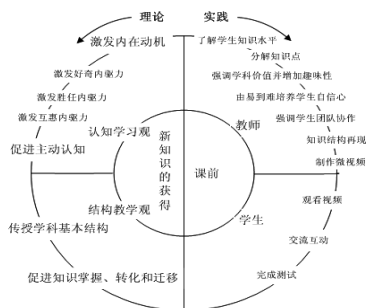 理论
实践
激发内在动机
激发好奇内驱力
激发胜任内驱力
激发互惠内驱力
促进主动认知
认知学习观
结构教学观
传授学科基本结构
促进知识掌握、转化和迁移
新知识的获得
课前
教师
学生
了解学生知识水平
分解知识点
强调学科价值并增加趣味性
由易到难培养学生自信心
强调学生团队协作
知识结构再现
制作微视频
观看视频
交流互动
完成测试